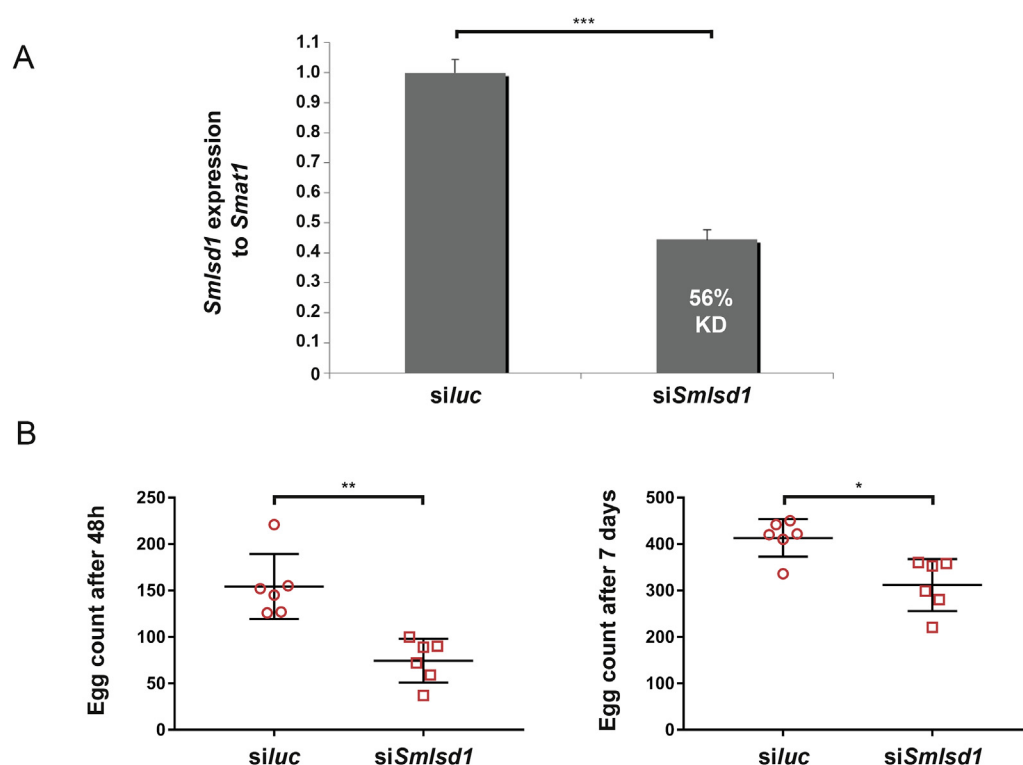 A
***
1.1
1.0
0.9
0.8
0.7
0.6
0.5
0.4
0.3
0.2
0.1
0
Smlsd1 expression
to Smat1
56%
KD
siluc
siSmlsd1
B
Egg count after 48h
250
200
150
100
50
0
**
siluc
siSmlsd1
Egg count after 7 days
500
400
300
200
100
0
*
siluc
siSmlsd1